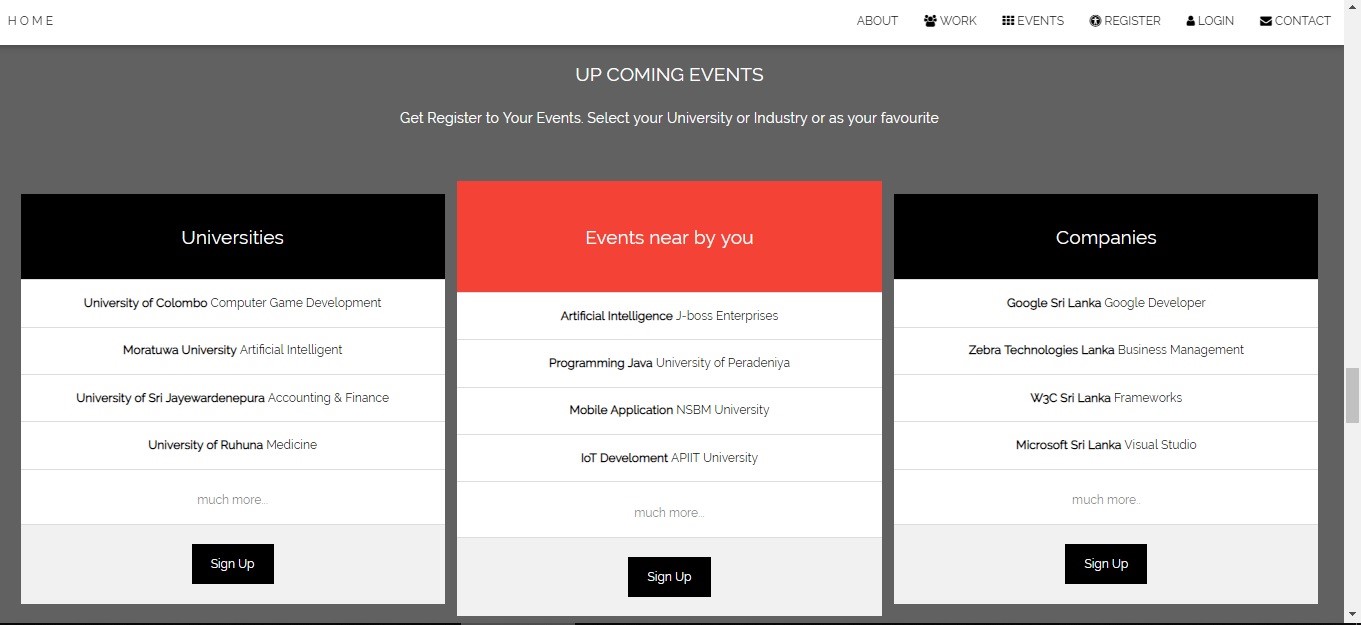 HOME
ABOUT WORK EVENTS REGISTER LOGIN CONTACT
UP COMING EVENTS
Get Register to Your Events. Select your University or Industry or as your favourite
Universities
University of Colombo Computer Game Development
Moratuwa University Artificial Intelligent
University of Sri Jayewardenepura Accounting & Finance
University of Ruhuna Medicine
much more...
Sign Up
Events near by you
Artificial Intelligence J-boss Enterprises
Programming Java University of Peradeniya
Mobile Application NSBM University
IoT Develoment APIIT University
much more...
Sign Up
Companies
Google Sri Lanka Google Developer
Zebra Technologies Lanka Business Management
W3C Sri Lanka Frameworks
Microsoft Sri Lanka Visual Studio
much more..
Sign Up